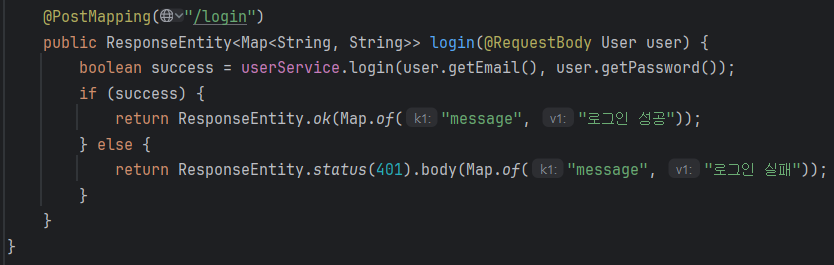 @PostMapping("/login")
public ResponseEntity<Map<String, String>> login(@RequestBody User user) {
boolean success = userService.login(user.getEmail(), user.getPassword());
if (success) {
return ResponseEntity.ok(Map.of( k1: "message", v1: "로그인 성공"));
} else {
return ResponseEntity.status(401).body(Map.of( k1: "message", v1: "로그인 실패"));
}
}
}